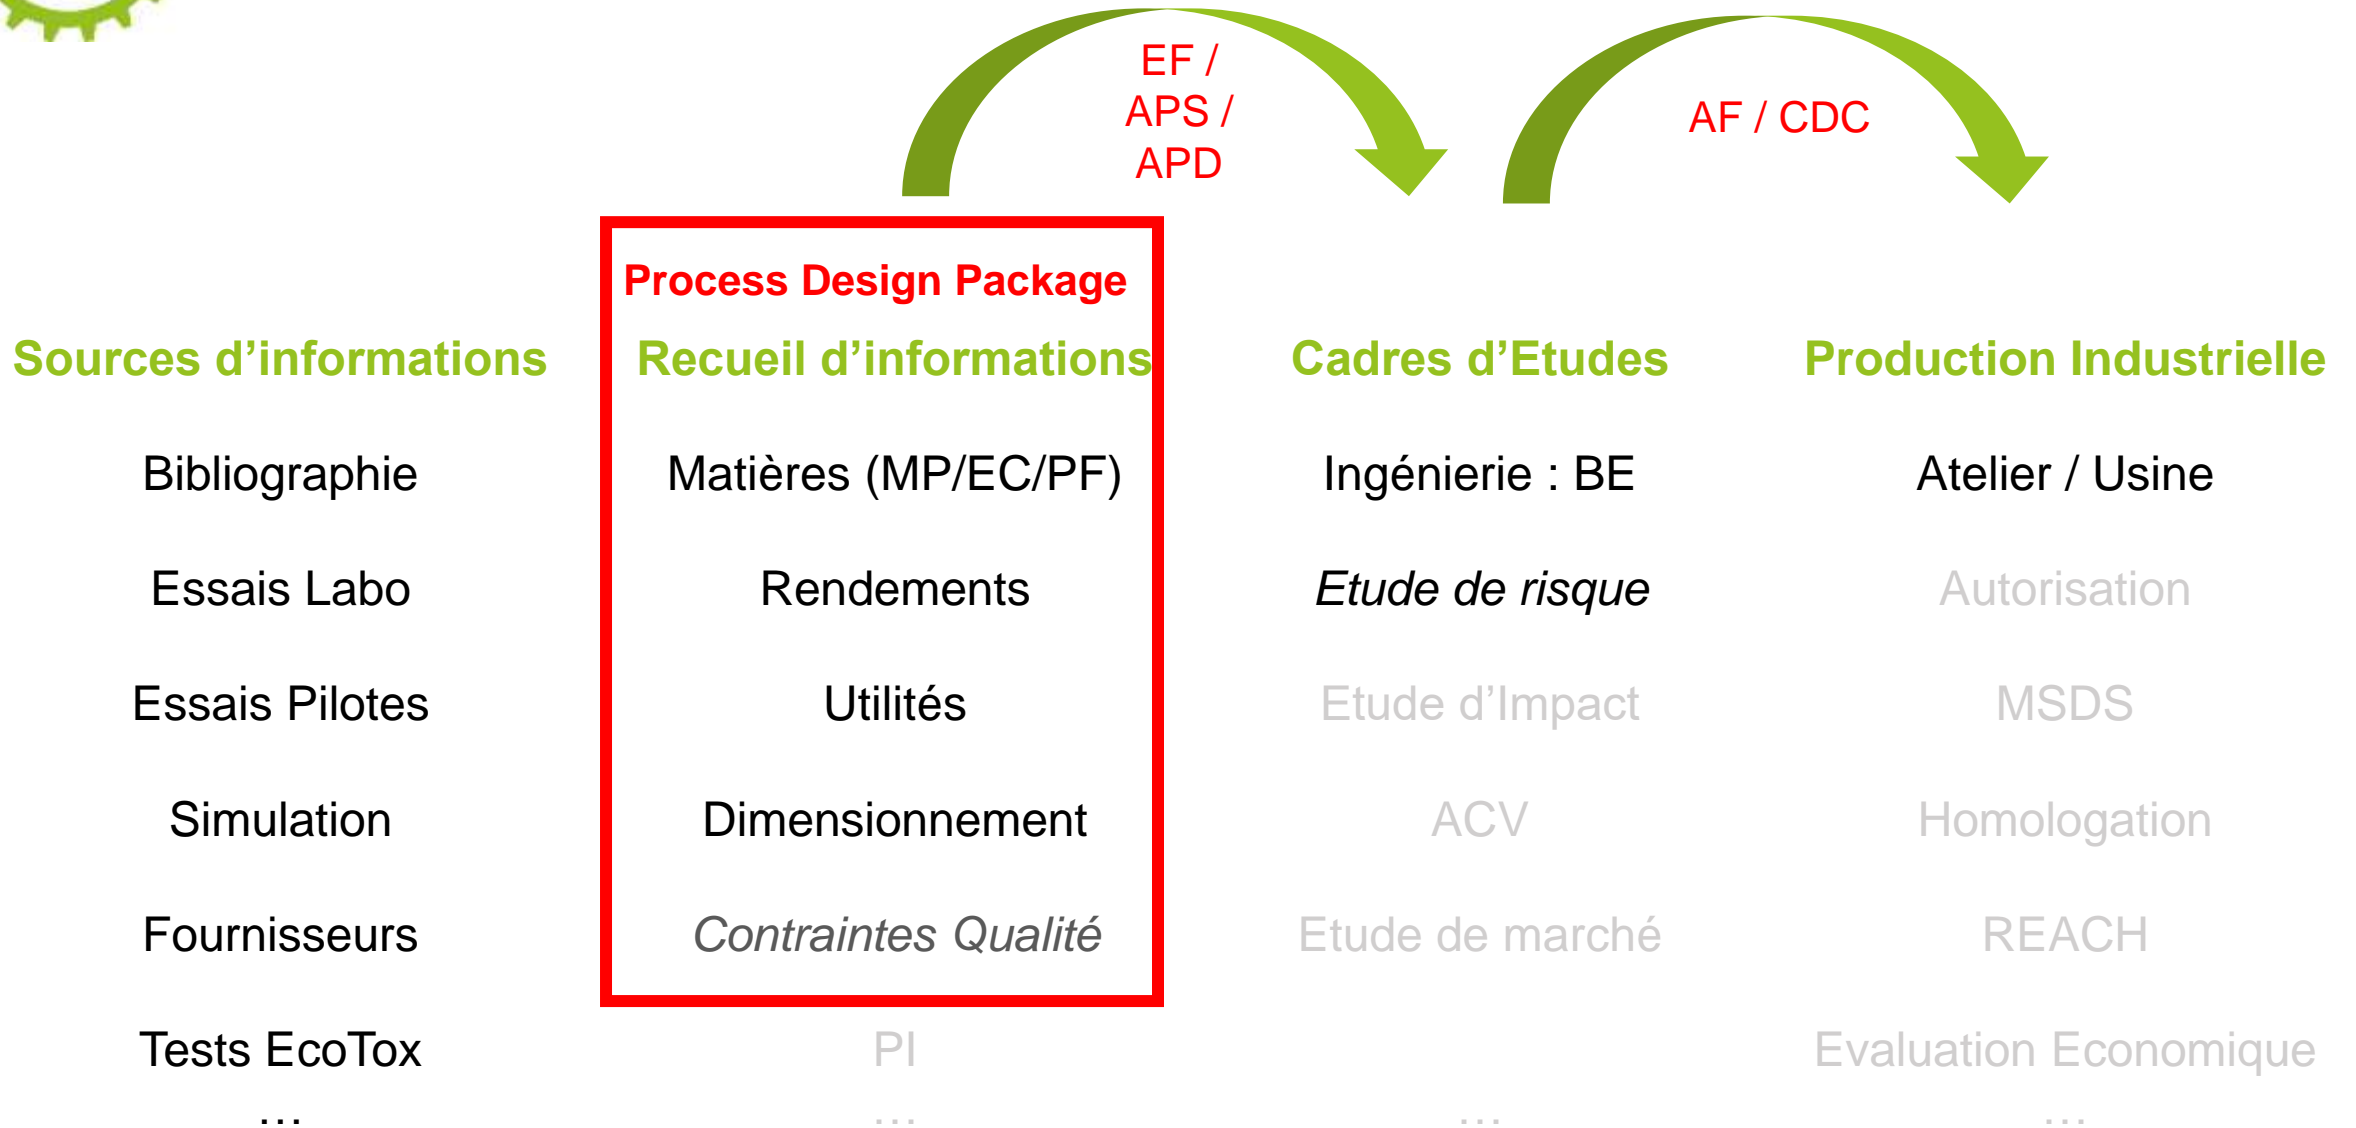 EF /
APS /
APD
AF / CDC
Process Design Package
Sources d’informations
Recueil d’informations
Cadres d’Etudes
Production Industrielle
Bibliographie
Matières (MP/EC/PF)
Ingénierie : BE
Atelier / Usine
Essais Labo
Rendements
Etude de risque
Autorisation
Essais Pilotes
Utilités
Etude d’Impact
MSDS
Simulation
Dimensionnement
ACV
Homologation
Fournisseurs
Contraintes Qualité
Etude de marché
REACH
Tests EcoTox
PI
Evaluation Economique
...
...
...
...